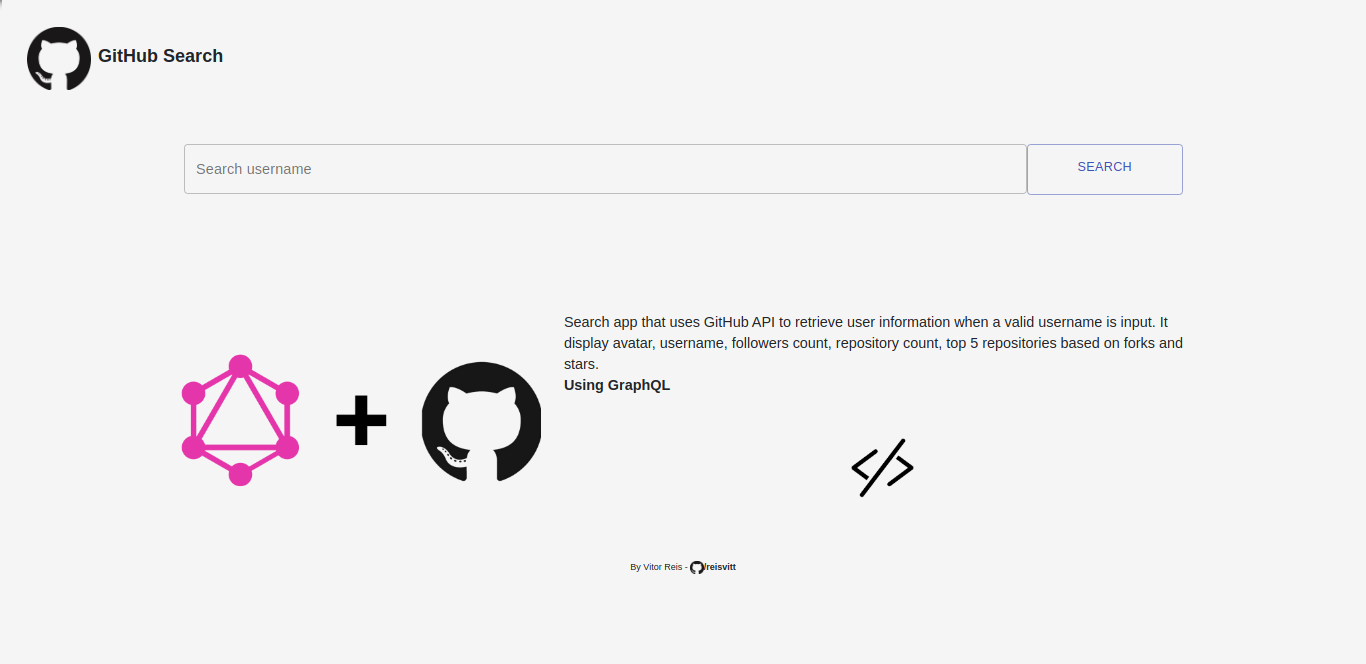 GitHub Search
Search username
SEARCH
Search app that uses GitHub API to retrieve user information when a valid username is input. It
display avatar, username, followers count, repository count, top 5 repositories based on forks and
stars.
Using GraphQL
By Vitor Reis - /reisvitt